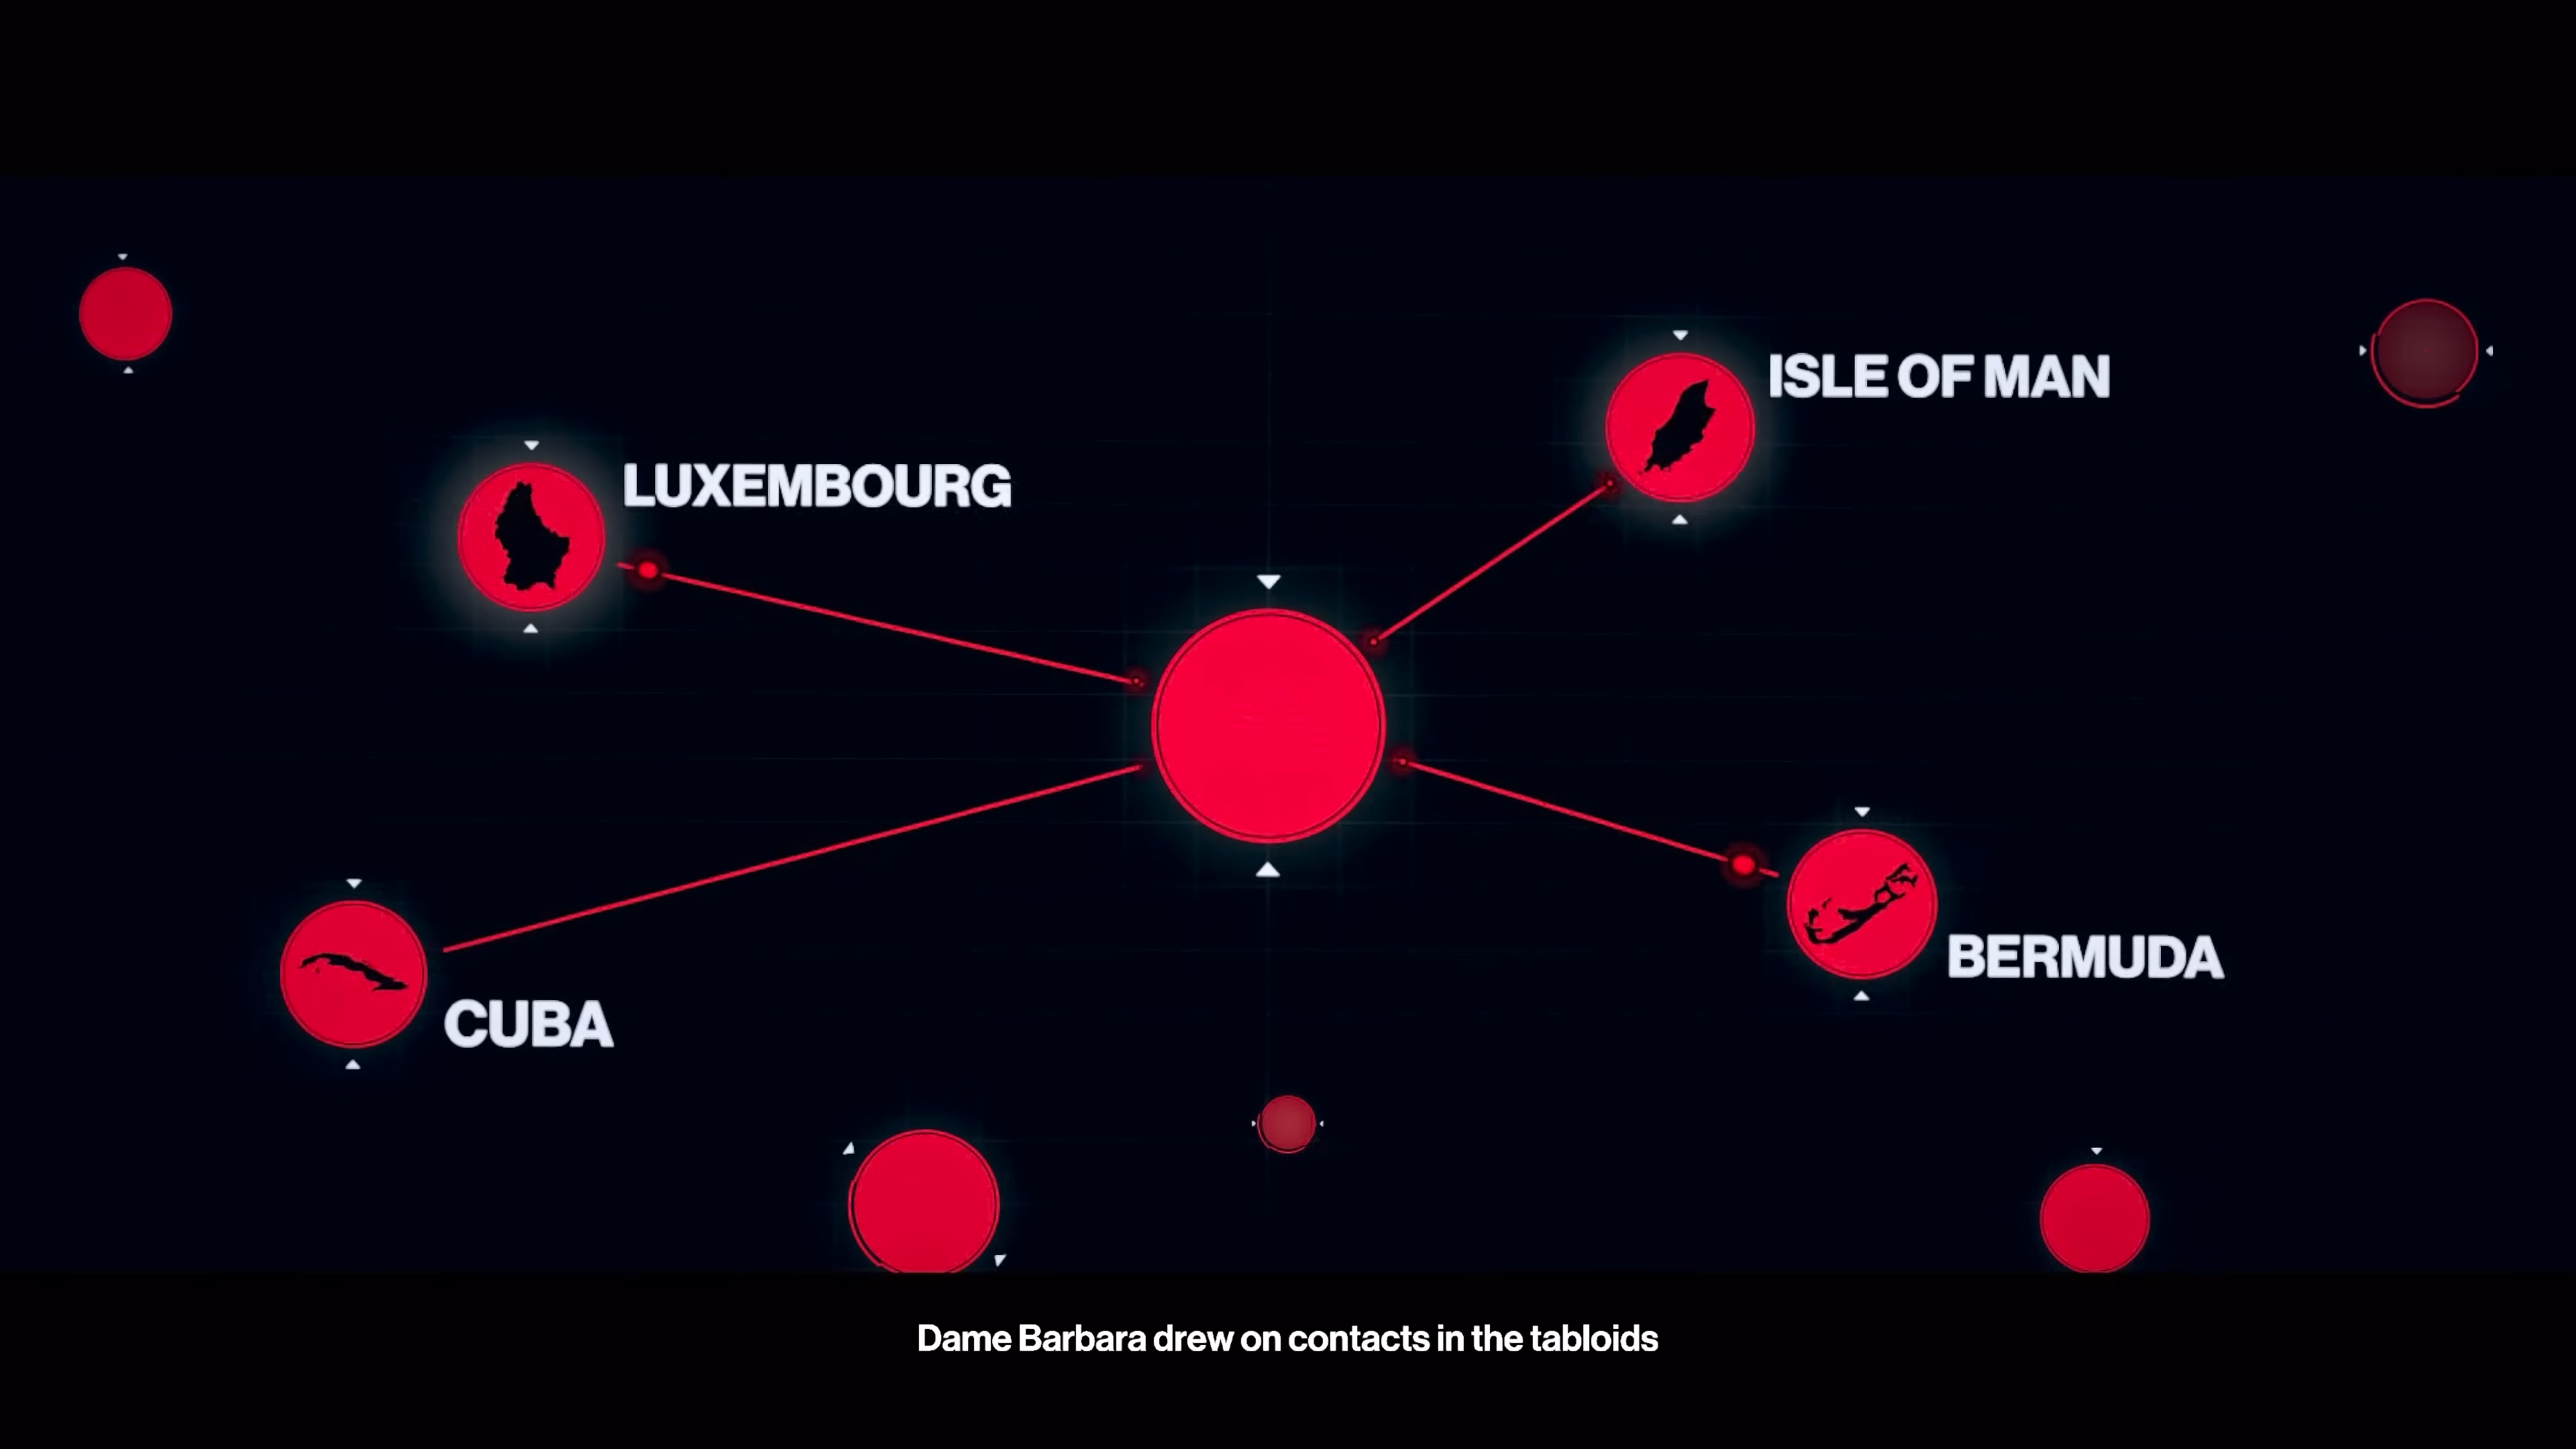 ISLE OF MAN
LUXEMBOURG
BERMUDA
CUBA
Dame Barbara drew on contacts in the tabloids